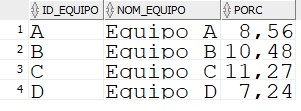 ID_EQUIPO NOM_EQUIPO PORC
1 A Equipo A 8,56
2 B Equipo B 10,48
3 C Equipo C 11,27
4 D Equipo D 7,24